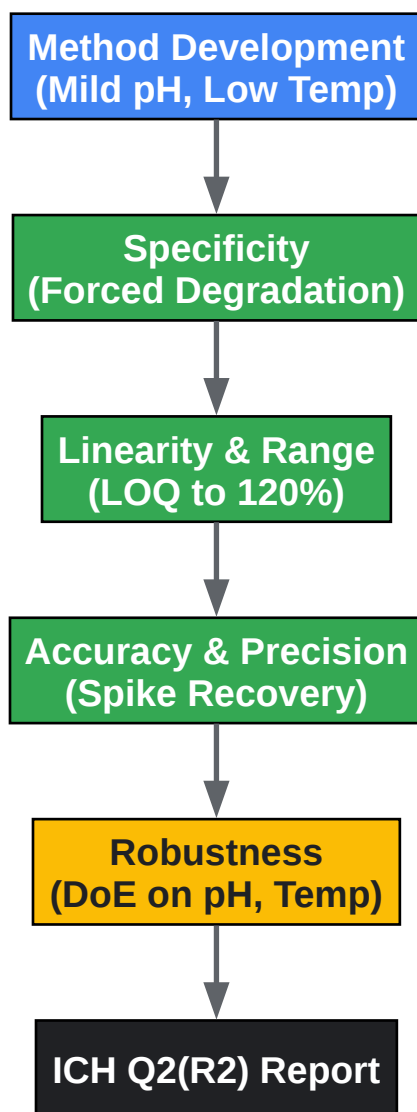 Method Development
(Mild pH, Low Temp)
Specificity
(Forced Degradation)
Linearity & Range
(LOQ to 120%)
Accuracy & Precision
(Spike Recovery)
Robustness
(DoE on pH, Temp)
ICH Q2(R2) Report